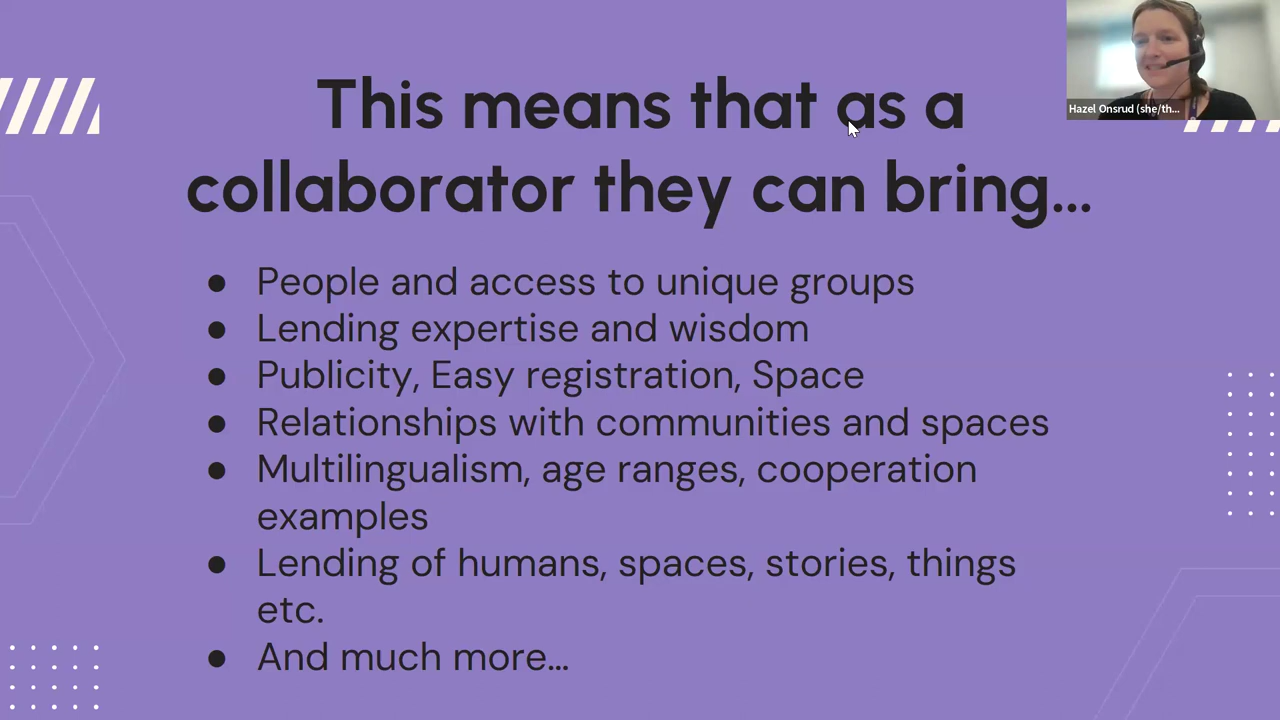 This means that as a
collaborator they can bring...
● People and access to unique groups
● Lending expertise and wisdom
● Publicity, Easy registration, Space
● Relationships with communities and spaces
● Multilingualism, age ranges, cooperation
examples
● Lending of humans, spaces, stories, things
etc.
● And much more...
Hazel Onsrud (she/th...